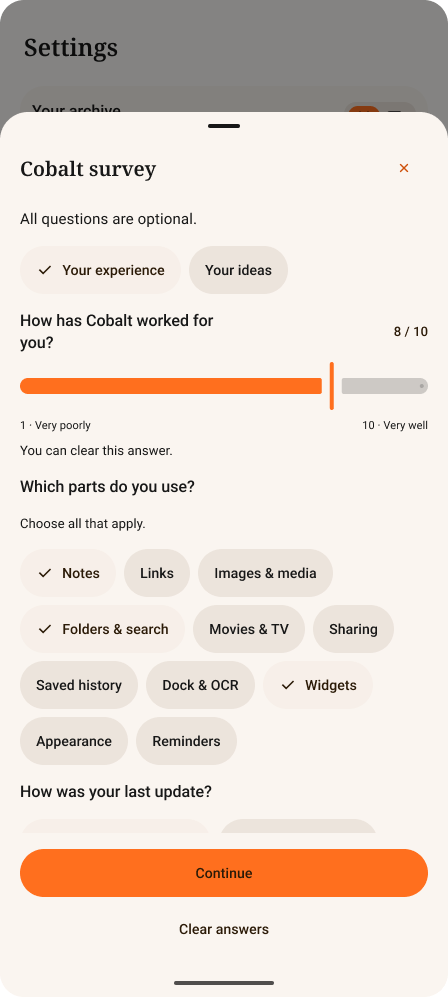 Settings
Your archive
Cobalt survey
All questions are optional.
Your experience
Your ideas
How has Cobalt worked for
you?
8 / 10
1 · Very poorly
10 · Very well
You can clear this answer.
Which parts do you use?
Choose all that apply.
Notes
Links
Images & media
Folders & search
Movies & TV
Sharing
Saved history
Dock & OCR
Widgets
Appearance
Reminders
How was your last update?
Continue
Clear answers